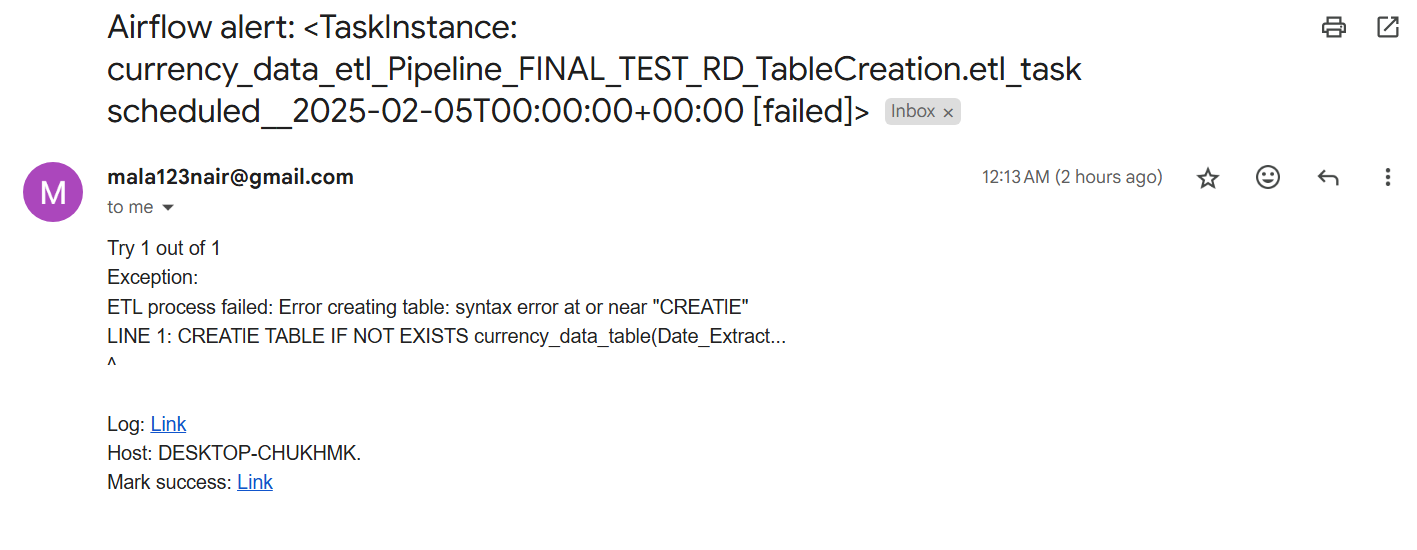 Airflow alert: <TaskInstance:
currency_data_etl_Pipeline_FINAL_TEST_RD_TableCreation.etl_task
scheduled__2025-02-05T00:00:00+00:00 [failed]> Inbox ×
M
mala123nair@gmail.com 12:13 AM (2 hours ago)
to me
Try 1 out of 1
Exception:
ETL process failed: Error creating table: syntax error at or near "CREATlE"
LINE 1: CREATlE TABLE IF NOT EXISTS currency_data_table(Date_Extract...
^
Log: Link
Host: DESKTOP-CHUKHMK.
Mark success: Link